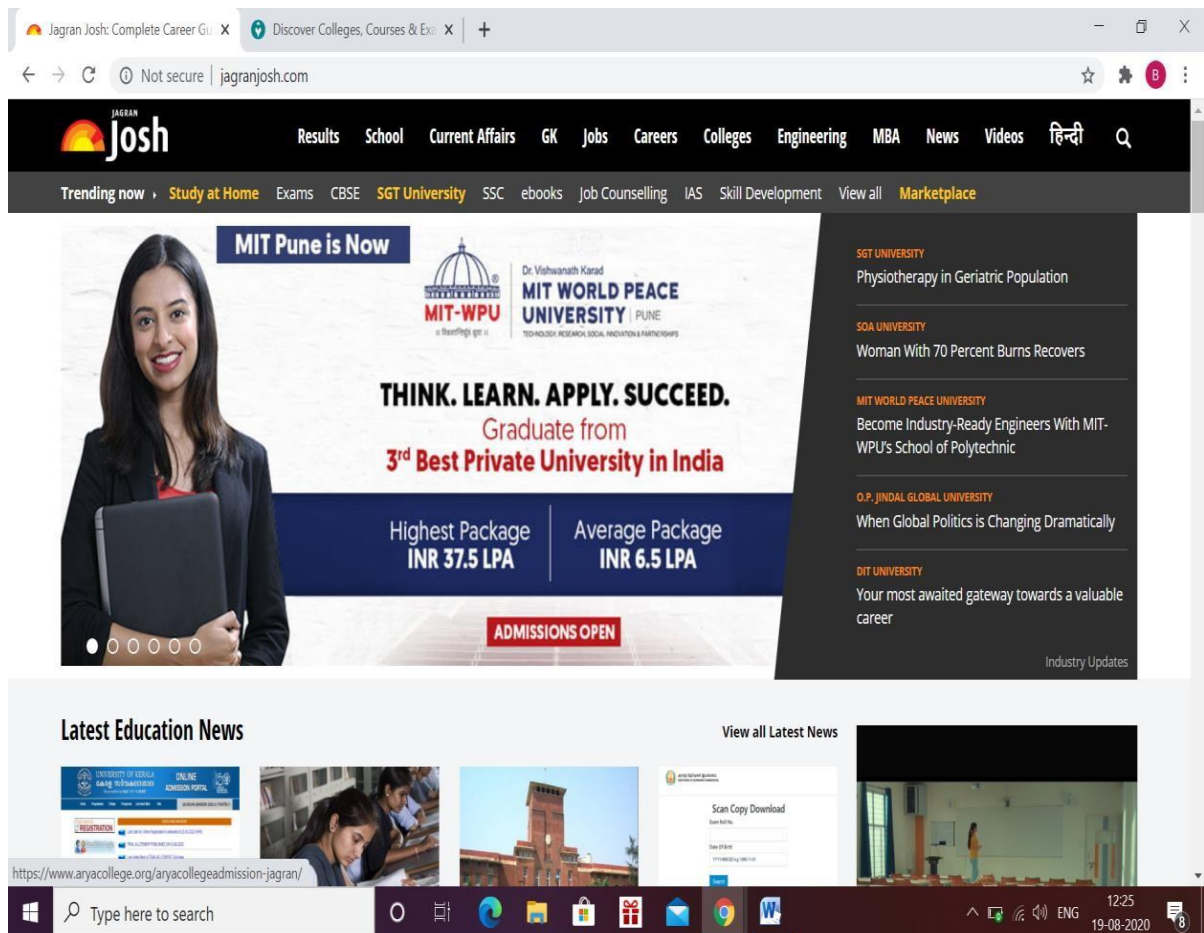 Jagran Josh: Complete Career Gu
Discover Colleges, Courses & Exa
Not secure | jagranjosh.com
B
JAGRAN
Josh
Results School Current Affairs GK Jobs Careers Colleges Engineering MBA News Videos हिन्दी
Trending now › Study at Home Exams CBSE SGT University SSC ebooks Job Counselling IAS Skill Development View all Marketplace
MIT Pune is Now
MIT-WPU
Dr. Vishwanath Karad
MIT WORLD PEACE
UNIVERSITY | PUNE
TECHNOLOGY, RESEARCH, SOCIAL INNOVATION & PARTNERSHIPS
THINK. LEARN. APPLY. SUCCEED.
Graduate from
3rd Best Private University in India
Highest Package
INR 37.5 LPA
Average Package
INR 6.5 LPA
ADMISSIONS OPEN
SGT UNIVERSITY
Physiotherapy in Geriatric Population
SOA UNIVERSITY
Woman With 70 Percent Burns Recovers
MIT WORLD PEACE UNIVERSITY
Become Industry-Ready Engineers With MIT-
WPU's School of Polytechnic
O.P. JINDAL GLOBAL UNIVERSITY
When Global Politics is Changing Dramatically
DIT UNIVERSITY
Your most awaited gateway towards a valuable
career
Industry Updates
Latest Education News
View all Latest News
UNIVERSITY OF KERALA
ONLINE
ADMISSION PORTAL
REGISTRATION
Scan Copy Download
Exam Roll No.
Date Of Birth
Search
https://www.aryacollege.org/aryacollegeadmission-jagran/
Type here to search
ENG
12:25
19-08-2020
8